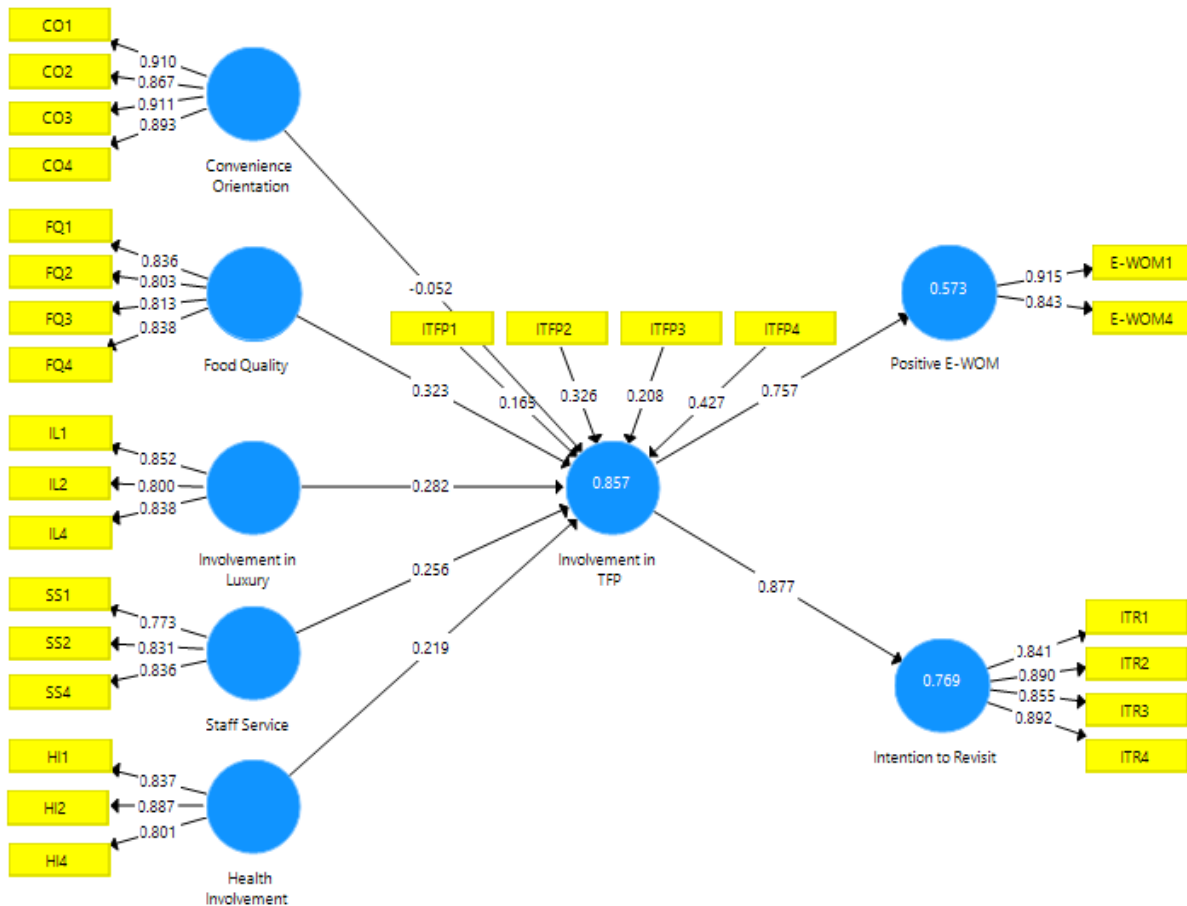 CO1
CO2
CO3
CO4
0.910
0.867
0.911
0.893
Convenience
Orientation
FQ1
FQ2
FQ3
FQ4
0.836
0.803
0.813
0.838
Food Quality
IL1
IL2
IL4
0.852
0.800
0.838
Involvement in
Luxury
SS1
SS2
SS4
0.773
0.831
0.836
Staff Service
HI1
HI2
HI4
0.837
0.887
0.801
Health
Involvement
-0.052
0.323
0.282
0.256
0.219
ITFP1
ITFP2
ITFP3
ITFP4
0.165
0.326
0.208
0.427
0.857
Involvement in
TFP
0.757
0.877
0.573
Positive E-WOM
0.915
0.843
E-WOM1
E-WOM4
0.769
Intention to Revisit
0.841
0.890
0.855
0.892
ITR1
ITR2
ITR3
ITR4